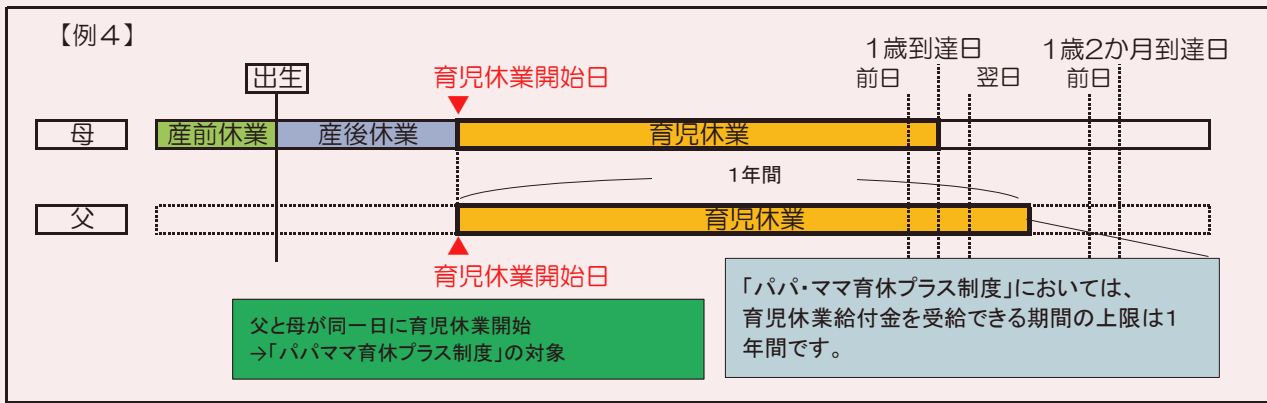 【例４】
１歳到達日
１歳２か月到達日
出生
育児休業開始日
前日
翌日
前日
母
産前休業
産後休業
育児休業
１年間
父
育児休業
育児休業開始日
父と母が同一日に育児休業開始
→「パパママ育休プラス制度」の対象
「パパ・ママ育休プラス制度」においては、
育児休業給付金を受給できる期間の上限は１
年間です。